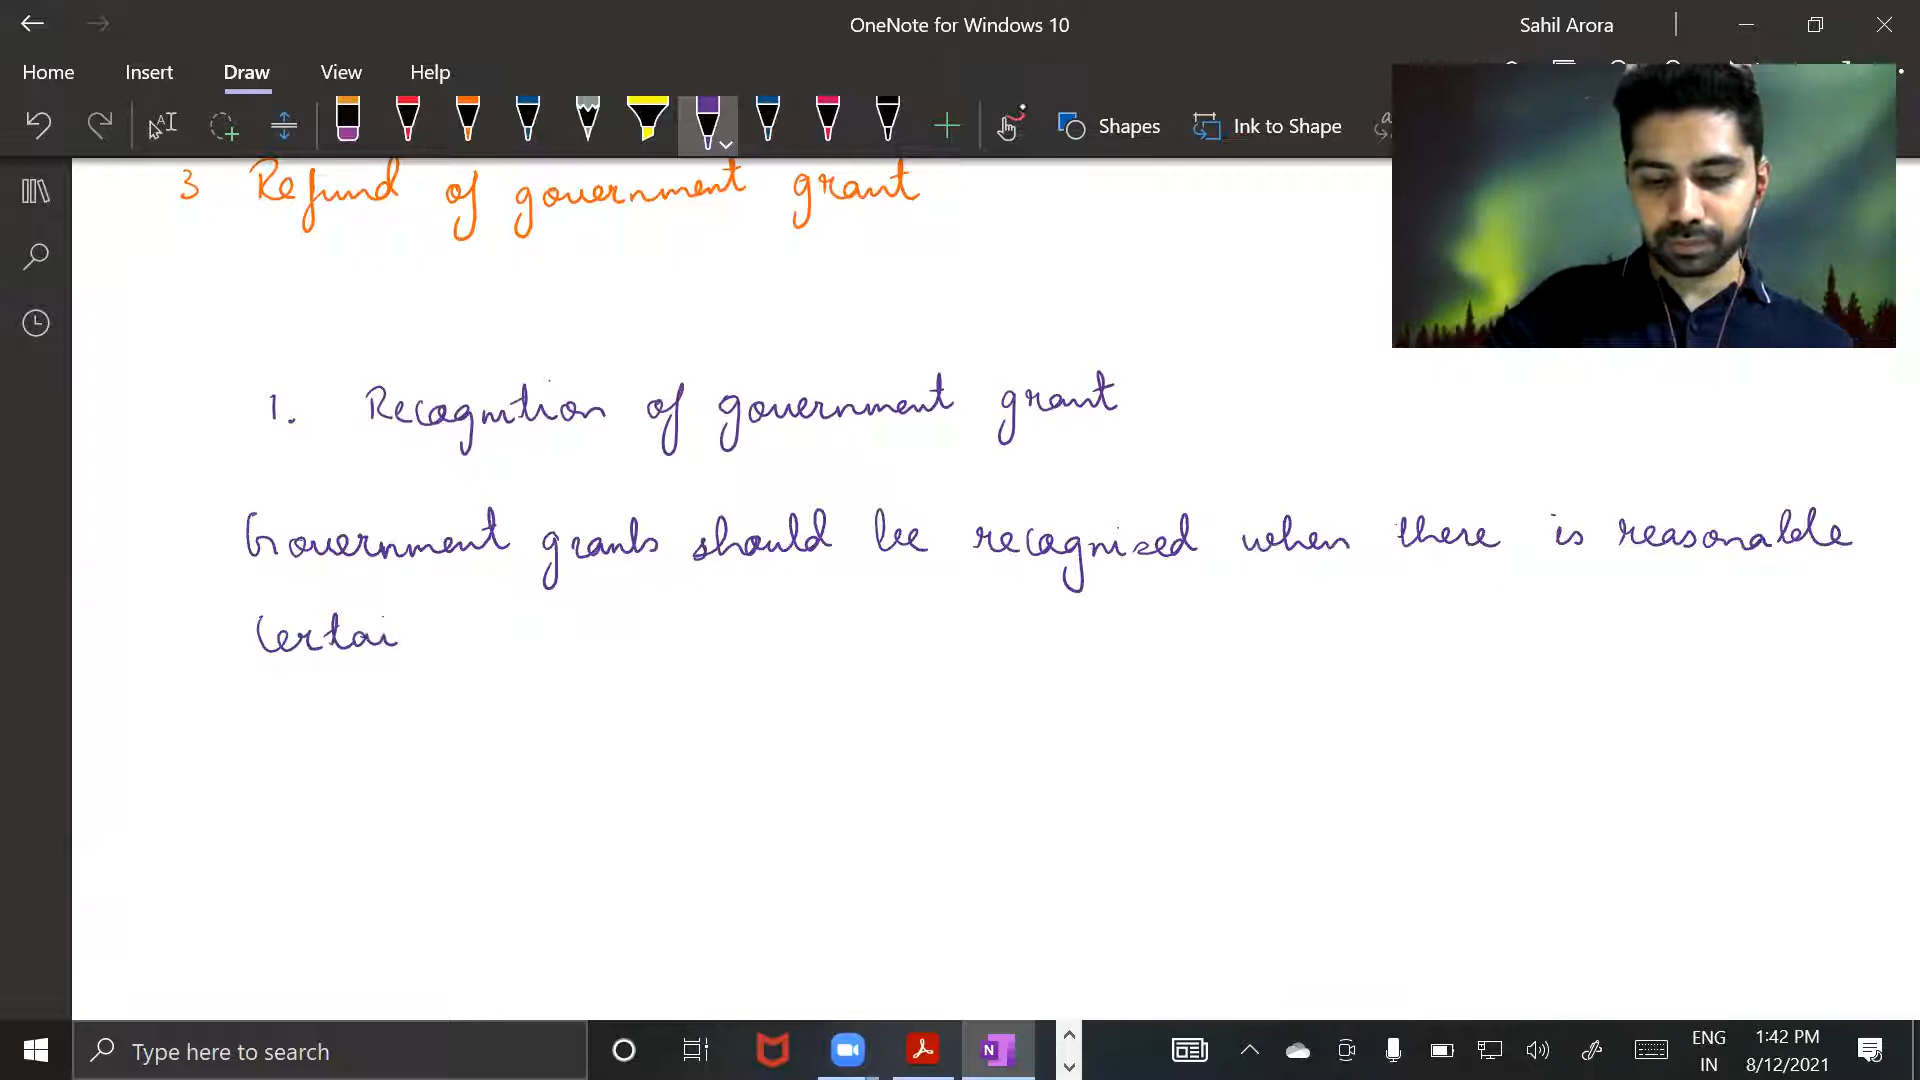 OneNote for Windows 10
Sahil Arora
Home Insert Draw View Help
Shapes Ink to Shape
3 Refund of government grant
1. Recognition of government grant
Government grants should be recognised when there is reasonable
Certai
Type here to search
ENG
IN
1:42 PM
8/12/2021